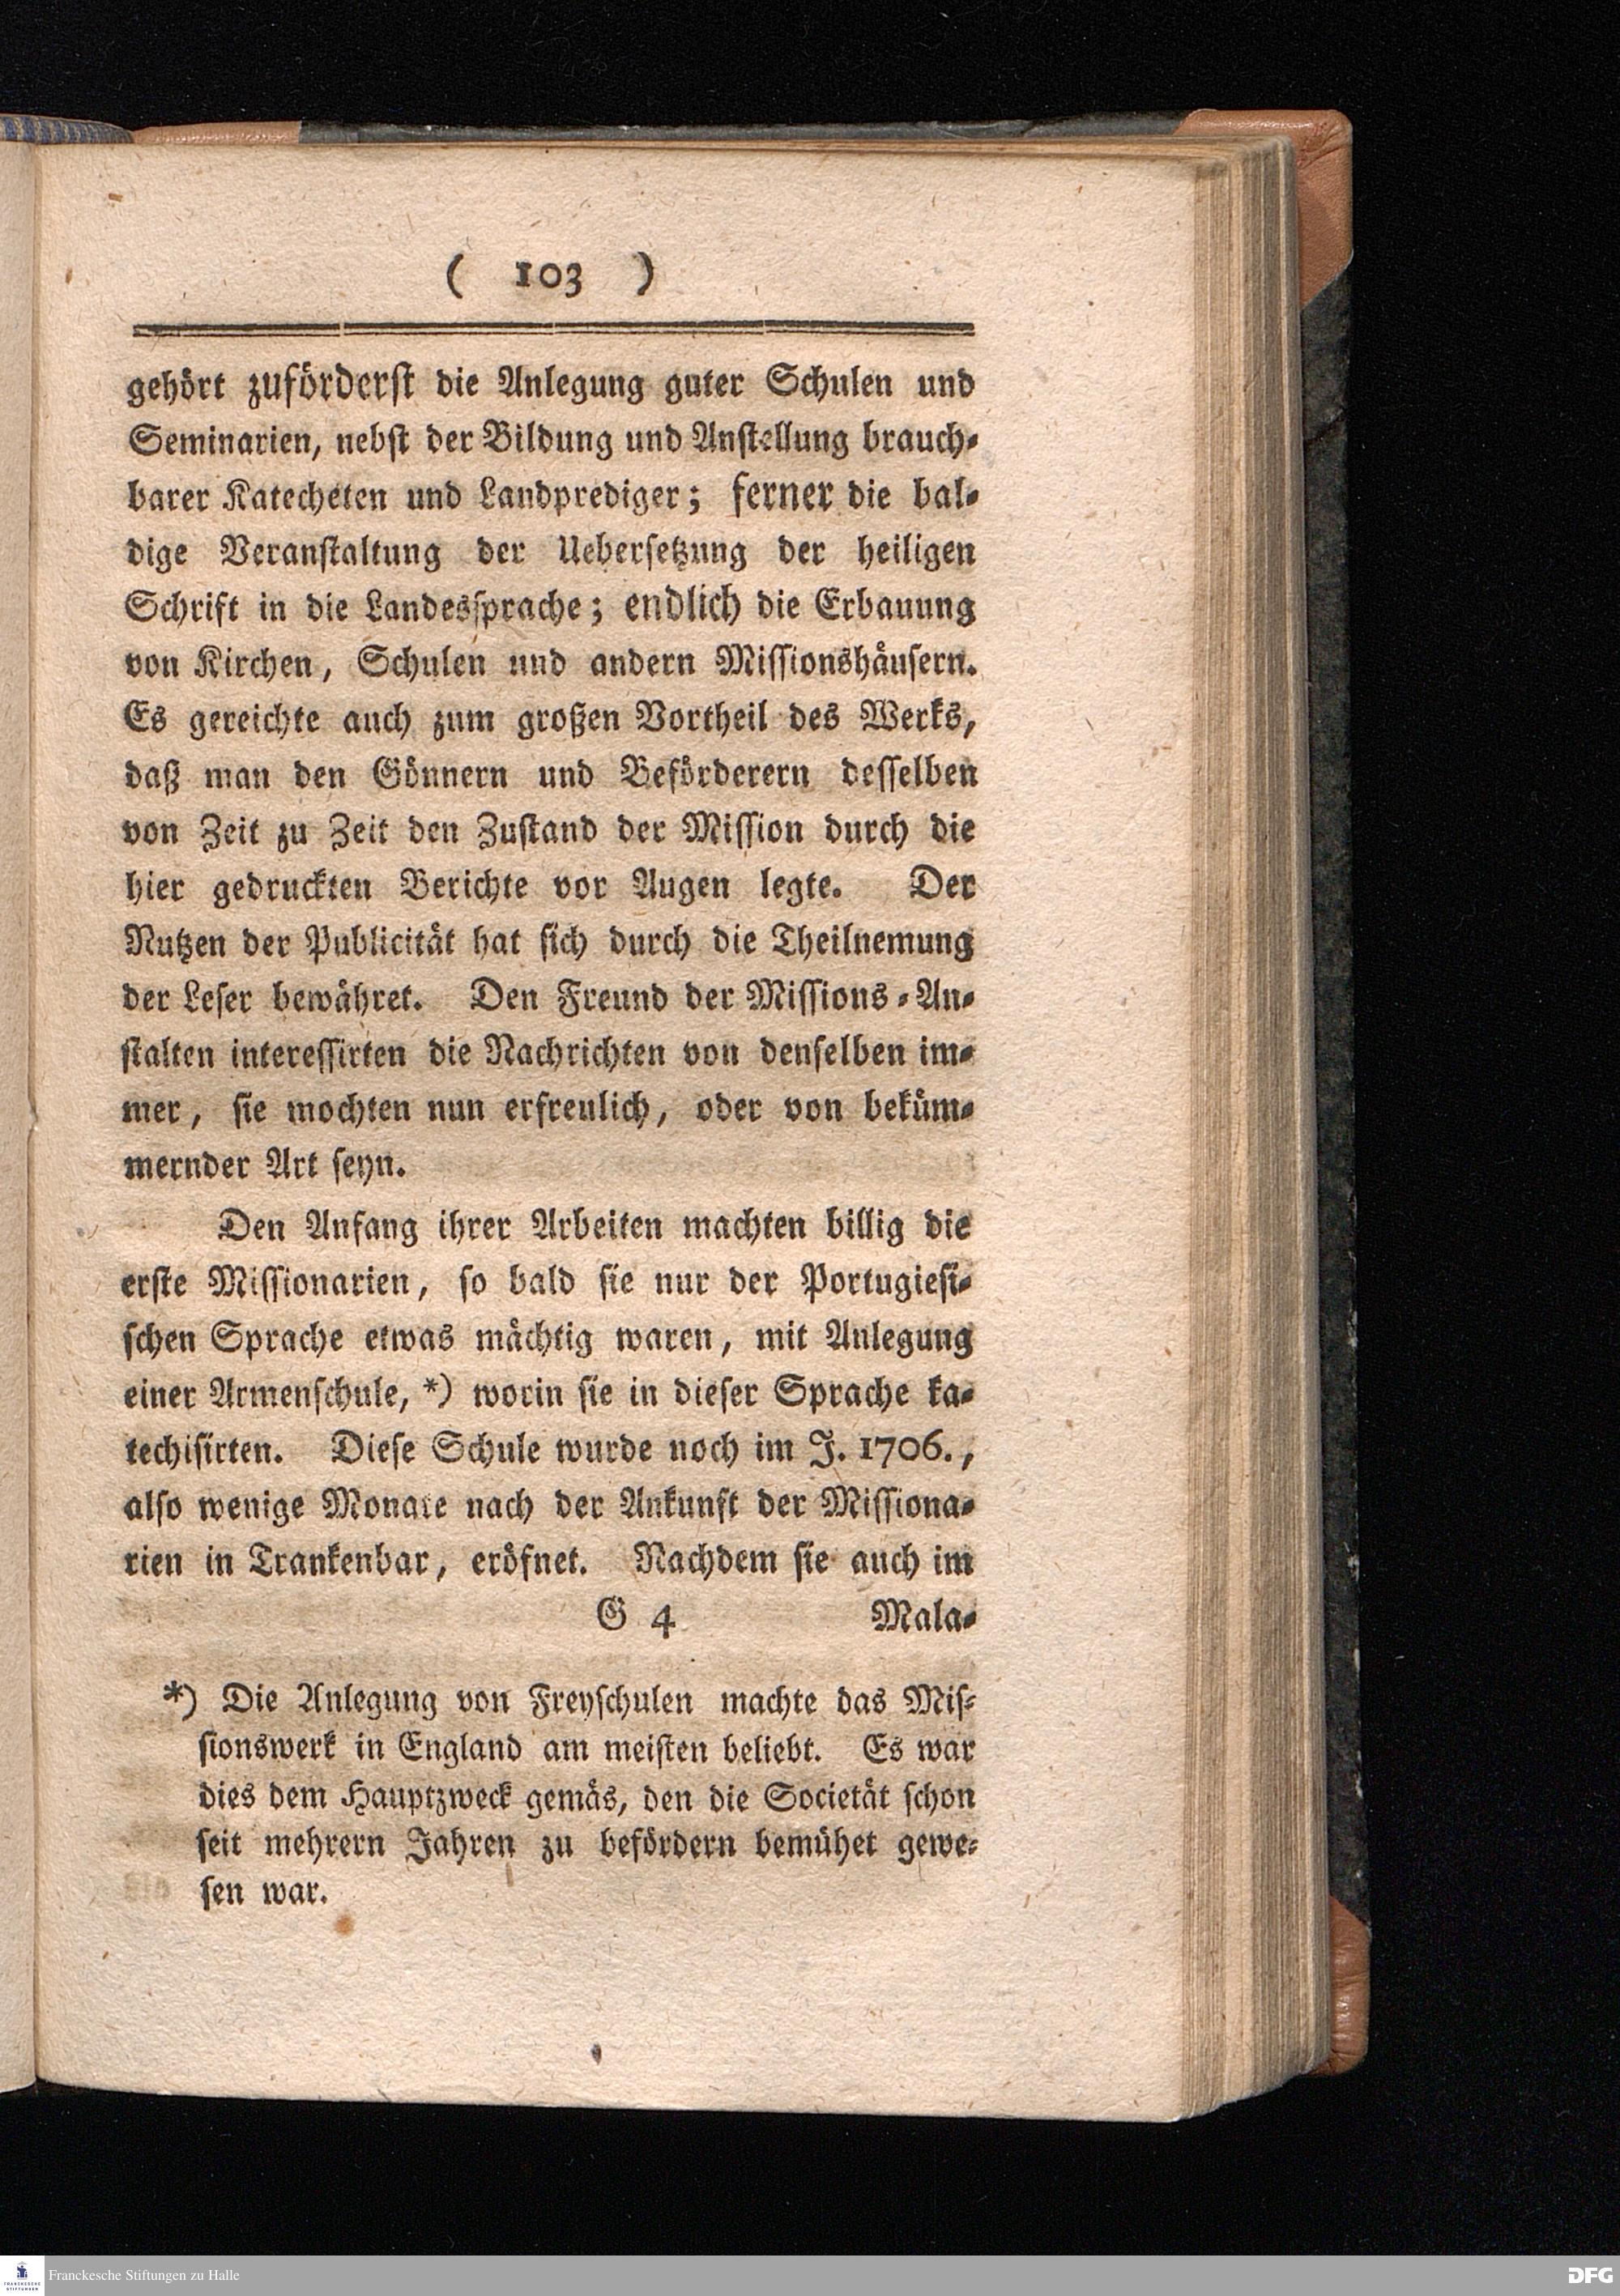 ( 103 )
gehört zuförderst die Anlegung guter Schulen und
Seminarien, nebst der Bildung und Anstellung brauch⸗
barer Katecheten und Landprediger; ferner die bal⸗
dige Veranstaltung der Uebersetzung der heiligen
Schrift in die Landessprache; endlich die Erbauung
von Kirchen, Schulen und andern Missionshäusern.
Es gereichte auch zum großen Vortheil des Werks,
daß man den Gönnern und Beförderern desselben
von Zeit zu Zeit den Zustand der Mission durch die
hier gedruckten Berichte vor Augen legte. Der
Nutzen der Publicität hat sich durch die Theilnemung
der Leser bewähret. Den Freund der Missions⸗An⸗
stalten interessirten die Nachrichten von denselben im⸗
mer, sie mochten nun erfreulich, oder von beküm⸗
mernder Art seyn.
Den Anfang ihrer Arbeiten machten billig die
erste Missionarien, so bald sie nur der Portugiesi⸗
schen Sprache etwas mächtig waren, mit Anlegung
einer Armenschule, *) worin sie in dieser Sprache ka⸗
techisirten. Diese Schule wurde noch im J. 1706.,
also wenige Monate nach der Ankunft der Missiona⸗
rien in Trankenbar, eröfnet. Nachdem sie auch im
G 4 Mala⸗
*) Die Anlegung von Freyschulen machte das Mis⸗
sionswerk in England am meisten beliebt. Es war
dies dem Hauptzweck gemäs, den die Societät schon
seit mehrern Jahren zu befördern bemühet gewe⸗
sen war.
FRANCKESCHE STIFTUNGEN
Franckesche Stiftungen zu Halle
DFG